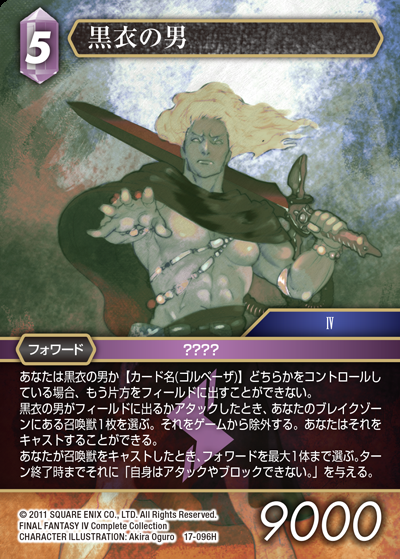 5
黒衣の男
IV
フォワード
????
あなたは黒衣の男か【カード名(ゴルベーザ)】どちらかをコントロールし
ている場合、もう片方をフィールドに出すことができない。
黒衣の男がフィールドに出るかアタックしたとき、あなたのブレイクゾー
ンにある召喚獣1枚を選ぶ。それをゲームから除外する。あなたはそれを
キャストすることができる。
あなたが召喚獣をキャストしたとき、フォワードを最大1体まで選ぶ。ター
ン終了時までそれに「自身はアタックやブロックできない。」を与える。
© 2011 SQUARE ENIX CO., LTD. All Rights Reserved.
FINAL FANTASY IV Complete Collection
CHARACTER ILLUSTRATION: Akira Oguro 17-096H
9000